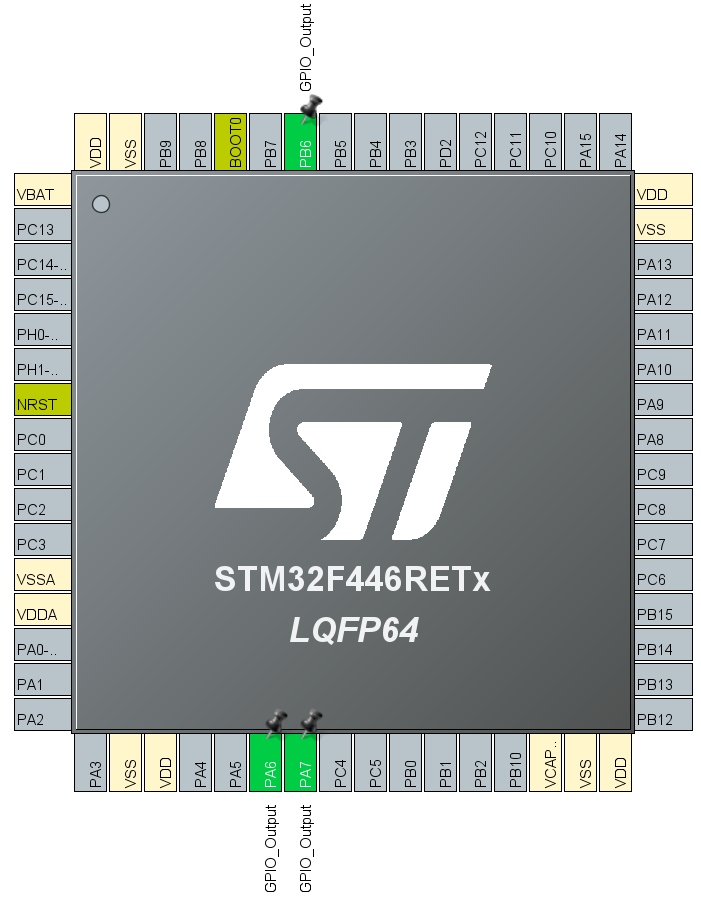 GPIO_Output
VDD
VSS
PB9
PB8
BOOT0
PB7
PB6
PB5
PB4
PB3
PD2
PC12
PC11
PC10
PA15
PA14
VBAT
PC13
PC14-..
PC15-..
PH0-..
PH1-..
NRST
PC0
PC1
PC2
PC3
VSSA
VDDA
PA0-..
PA1
PA2
VDD
VSS
PA13
PA12
PA11
PA10
PA9
PA8
PC9
PC8
PC7
PC6
PB15
PB14
PB13
PB12
ST
STM32F446RETx
LQFP64
PA3
VSS
VDD
PA4
PA5
PA6
PA7
PC4
PC5
PB0
PB1
PB2
PB10
VCAP..
VSS
VDD
GPIO_Output
GPIO_Output